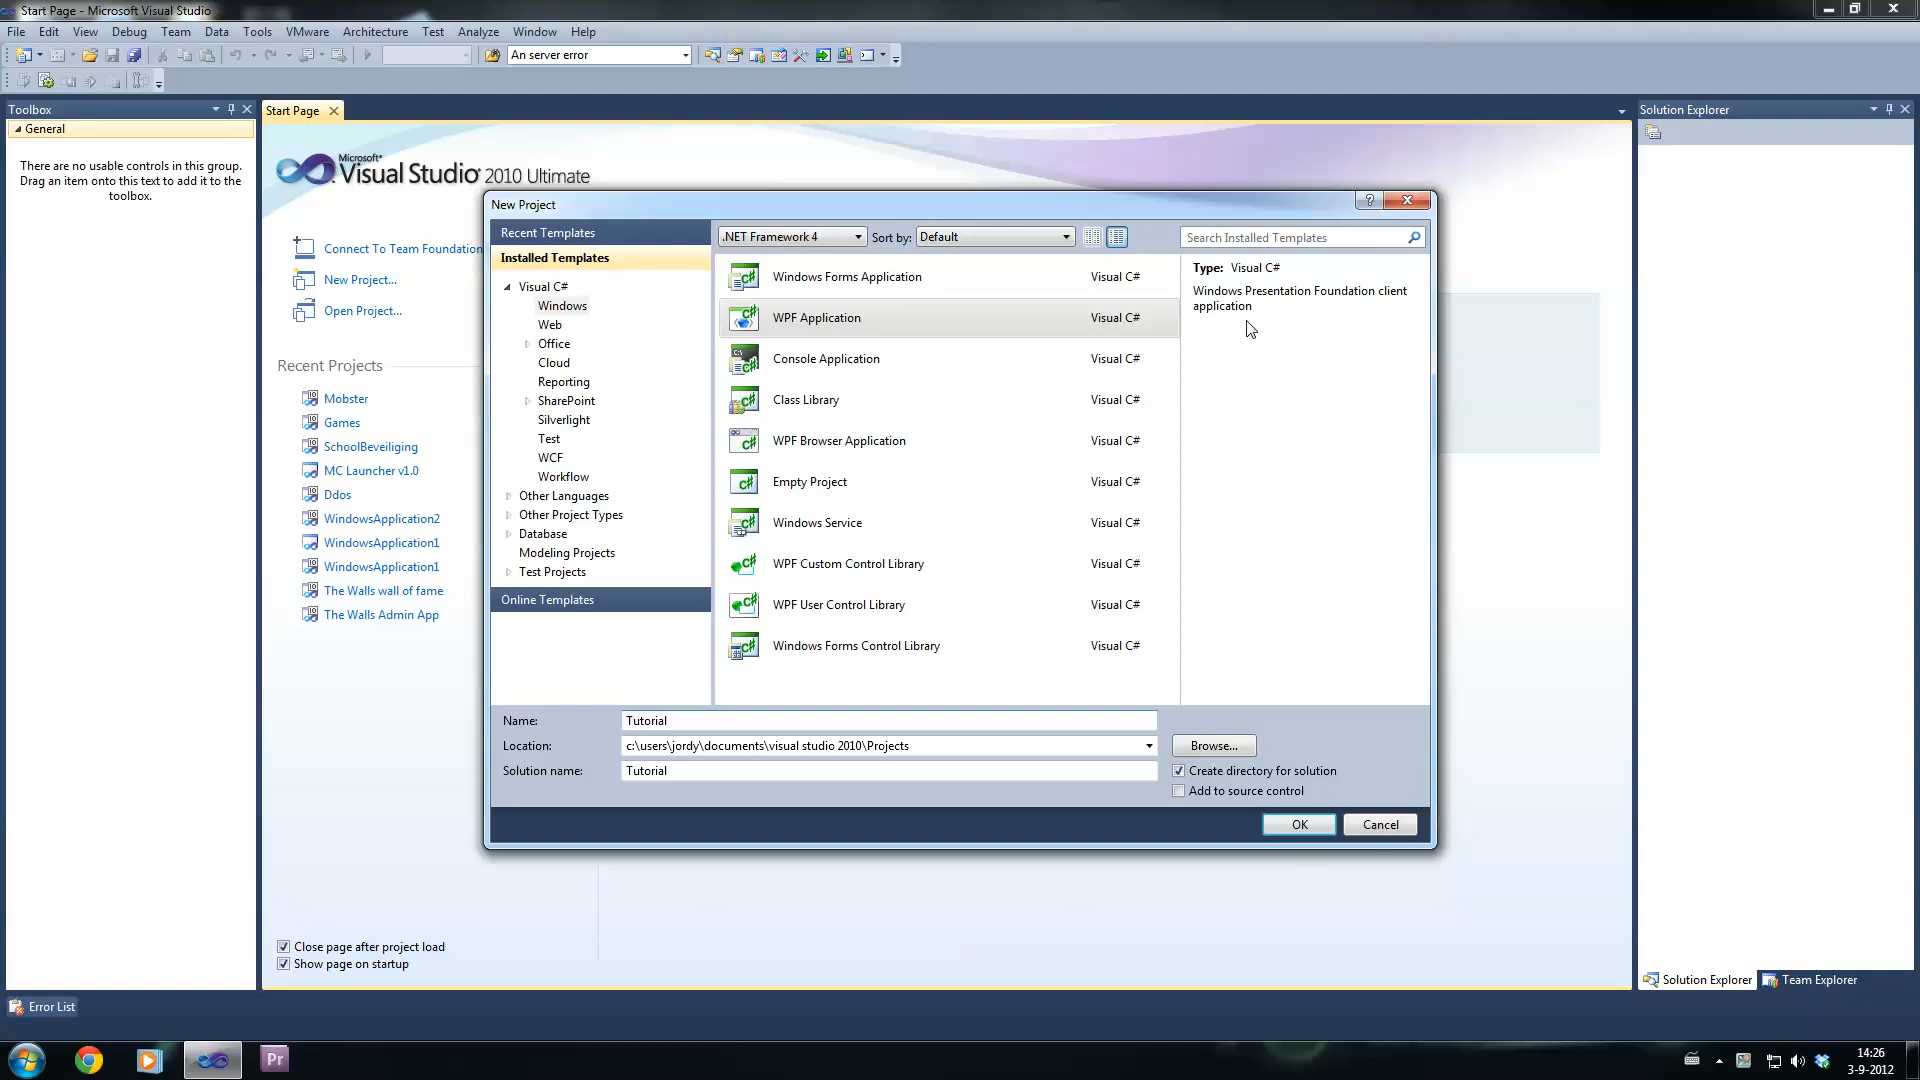 Start Page - Microsoft Visual Studio
File Edit View Debug Team Data Tools VMware Architecture Test Analyze Window Help
An server error
Toolbox
General
There are no usable controls in this group.
Drag an item onto this text to add it to the
toolbox.
Start Page
Microsoft®
Visual Studio® 2010 Ultimate
Connect To Team Foundation
New Project...
Open Project...
Recent Projects
Mobster
Games
SchoolBeveiliging
MC Launcher v1.0
Ddos
WindowsApplication2
WindowsApplication1
WindowsApplication1
The Walls wall of fame
The Walls Admin App
Close page after project load
Show page on startup
New Project
Recent Templates
Installed Templates
Visual C#
Windows
Web
Office
Cloud
Reporting
SharePoint
Silverlight
Test
WCF
Workflow
Other Languages
Other Project Types
Database
Modeling Projects
Test Projects
Online Templates
.NET Framework 4 Sort by: Default
Search Installed Templates
Windows Forms Application Visual C#
WPF Application Visual C#
Console Application Visual C#
Class Library Visual C#
WPF Browser Application Visual C#
Empty Project Visual C#
Windows Service Visual C#
WPF Custom Control Library Visual C#
WPF User Control Library Visual C#
Windows Forms Control Library Visual C#
Type: Visual C#
Windows Presentation Foundation client
application
Name: Tutorial
Location: c:\users\jordy\documents\visual studio 2010\Projects
Browse...
Solution name: Tutorial
Create directory for solution
Add to source control
OK Cancel
Solution Explorer
Solution Explorer Team Explorer
Error List
Pr
14:26
3-9-2012